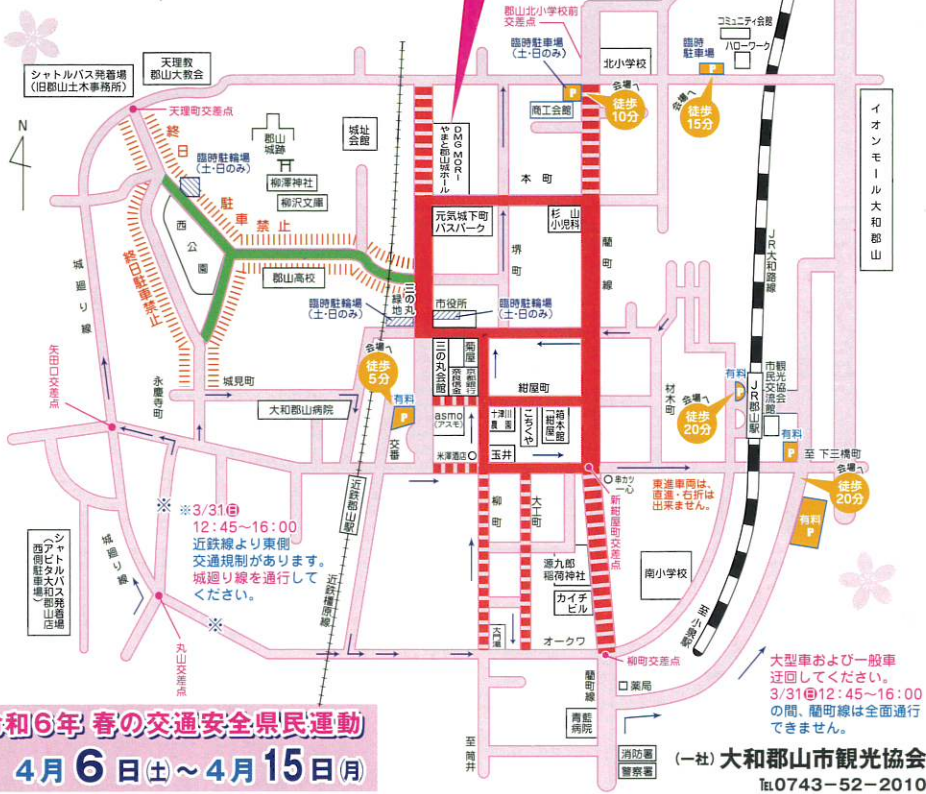 郡山北小学校前
交差点
コミュニティ会館
ハローワーク
臨時
駐車場
P
臨時駐車場
(土・日のみ)
P
北小学校
商工会館
会場へ
徒歩
10分
会場へ
徒歩
15分
シャトルバス発着場
(旧郡山土木事務所)
天理教
郡山大教会
天理町交差点
N
終日
駐車禁止
臨時駐輪場
(土・日のみ)
郡山
城跡
柳澤神社
柳沢文庫
城址
会館
DMG MORI
やまと郡山城ホール
本町
イオンモール大和郡山
西公園
終日駐車禁止
郡山高校
元気城下町
バスパーク
杉山
小児科
堺町
藺町線
JR大和路線
城廻り線
三の丸
緑地
市役所
臨時駐輪場
(土・日のみ)
臨時駐輪場
(土・日のみ)
矢田口交差点
永慶寺町
城見町
大和郡山病院
会場へ
徒歩
5分
有料
P
交番
三の丸会館
菊屋
奈良信金
京都銀行
紺屋町
材木町
有料
P
会場へ
徒歩
20分
JR郡山駅
観光協会
市民交流館
有料
P
至 下三橋町
会場へ
徒歩
20分
有料
P
asmo
(アスモ)
十津川
農園
こちくや
箱本館
「紺屋」
米澤酒店
玉井
串カツ
一心
東進車両は、
直進・右折は
出来ません。
新紺屋町交差点
近鉄郡山駅
柳町
大工町
※
※3/31㊐
12:45～16:00
近鉄線より東側
交通規制があります。
城廻り線を通行して
ください。
シャトルバス発着場
(アピタ大和郡山店
西側駐車場)
城廻り線
※
近鉄橿原線
源九郎
稲荷神社
カイチ
ビル
南小学校
至小泉駅
丸山交差点
大門湯
オークワ
柳町交差点
藺町線
薬局
青藍
病院
至筒井
消防署
警察署
大型車および一般車
迂回してください。
3/31㊐12:45～16:00
の間、藺町線は全面通行
できません。
和6年 春の交通安全県民運動
4月6日(土)～4月15日(月)
(一社)大和郡山市観光協会
℡0743-52-2010